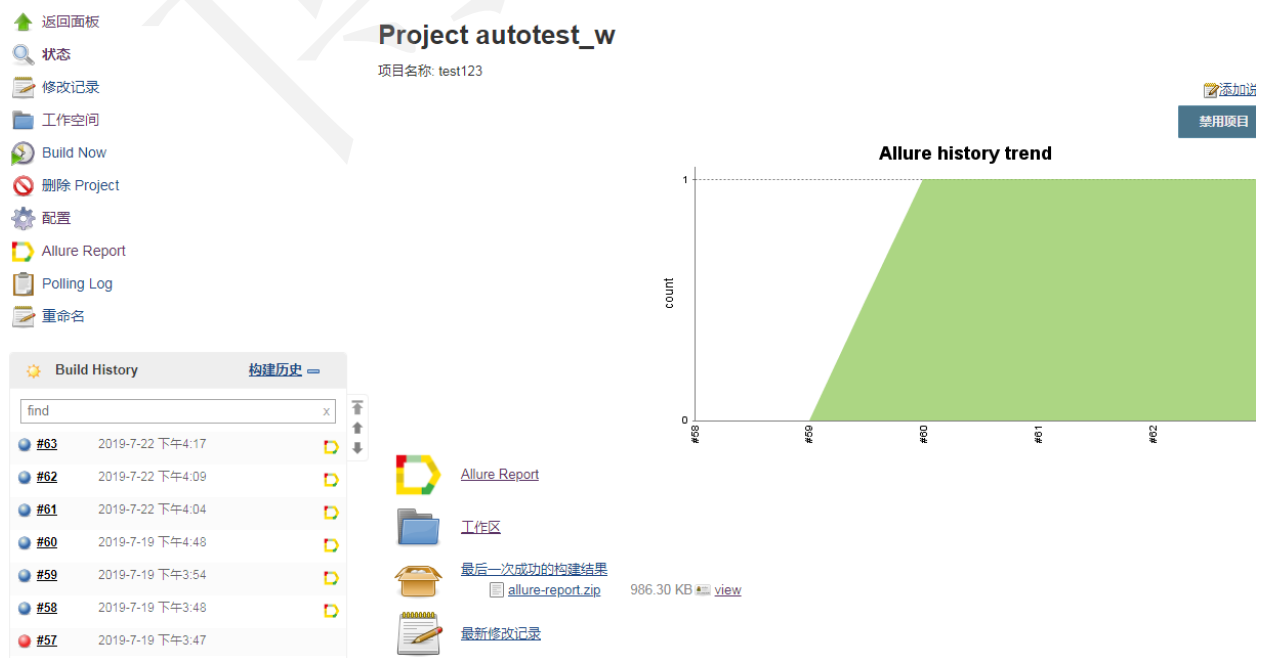 返回面板
状态
修改记录
工作空间
Build Now
删除 Project
配置
Allure Report
Polling Log
重命名
Build History 构建历史
find x
#63 2019-7-22 下午4:17
#62 2019-7-22 下午4:09
#61 2019-7-22 下午4:04
#60 2019-7-19 下午4:48
#59 2019-7-19 下午3:54
#58 2019-7-19 下午3:48
#57 2019-7-19 下午3:47
Project autotest_w
项目名称: test123
添加说
禁用项目
Allure history trend
1
count
0
#58 #59 #60 #61 #62
Allure Report
工作区
最后一次成功的构建结果
allure-report.zip 986.30 KB view
最新修改记录